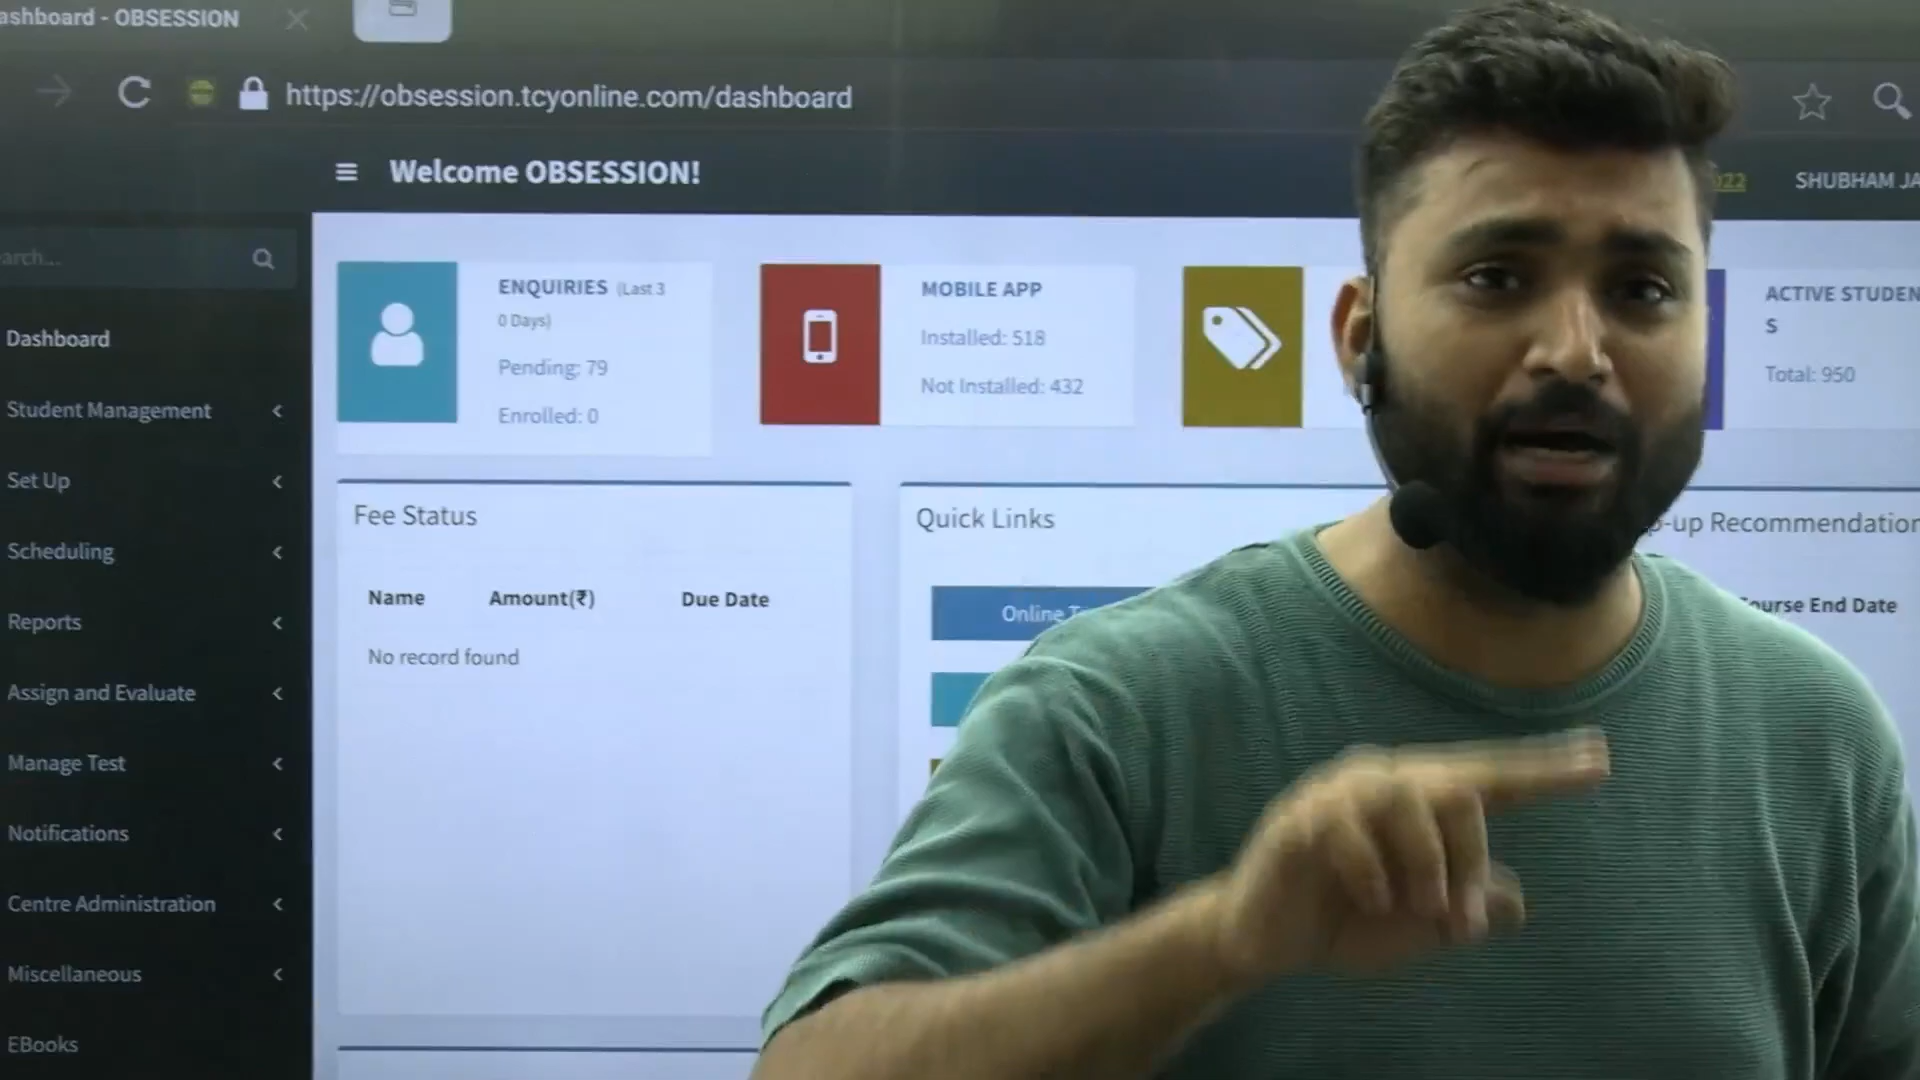 ashboard - OBSESSION
https://obsession.tcyonline.com/dashboard
Welcome OBSESSION!
022
SHUBHAM JA
arch...
Dashboard
Student Management
Set Up
Scheduling
Reports
Assign and Evaluate
Manage Test
Notifications
Centre Administration
Miscellaneous
EBooks
ENQUIRIES (Last 3
0 Days)
Pending: 79
Enrolled: 0
MOBILE APP
Installed: 518
Not Installed: 432
ACTIVE STUDEN
S
Total: 950
Fee Status
Name Amount(₹) Due Date
No record found
Quick Links
Online T
-up Recommendation
ourse End Date